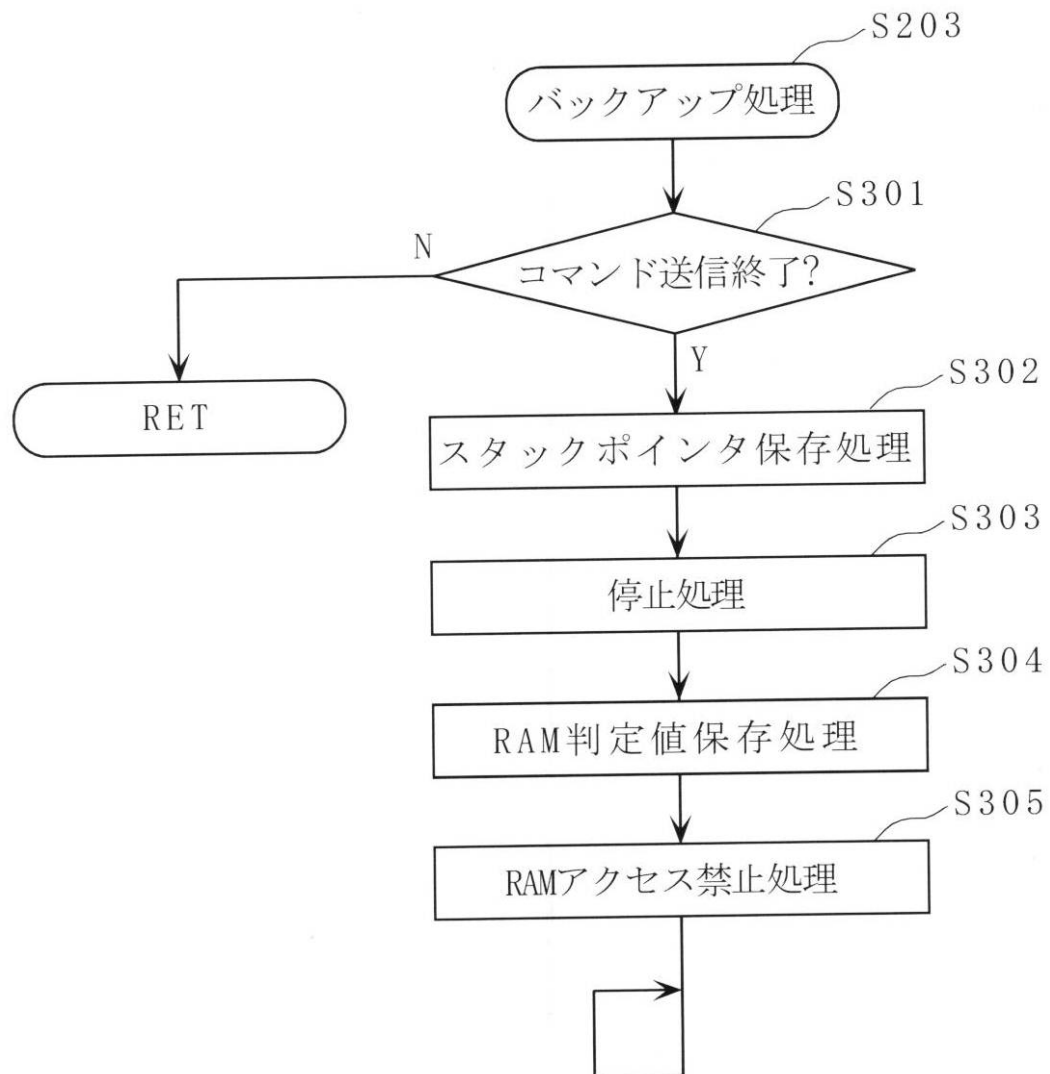 S203
バックアップ処理
S301
コマンド送信終了?
N
Y
RET
S302
スタックポインタ保存処理
S303
停止処理
S304
RAM判定値保存処理
S305
RAMアクセス禁止処理